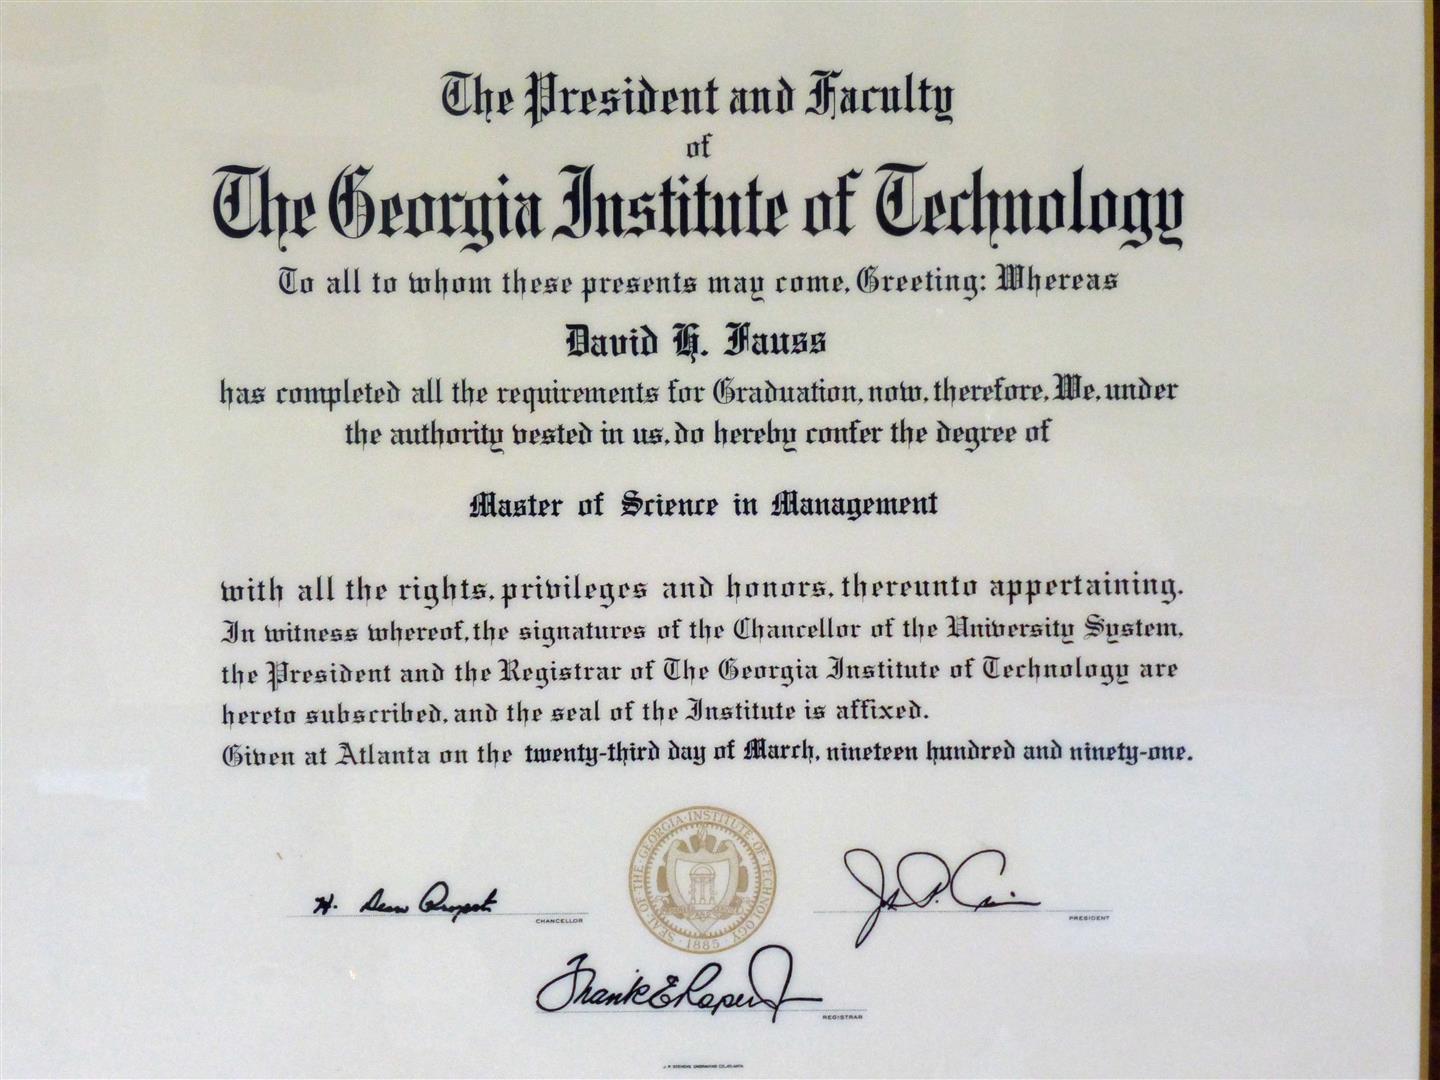 The President and Faculty
of
The Georgia Institute of Technology
To all to whom these presents may come, Greeting: Whereas
David H. Fauss
has completed all the requirements for Graduation, now, therefore, We, under
the authority vested in us, do hereby confer the degree of
Master of Science in Management
with all the rights, privileges and honors, thereunto appertaining.
In witness whereof, the signatures of the Chancellor of the University System,
the President and the Registrar of The Georgia Institute of Technology are
hereto subscribed, and the seal of the Institute is affixed.
Given at Atlanta on the twenty-third day of March, nineteen hundred and ninety-one.
SEAL·OF·THE·GEORGIA·INSTITUTE·OF·TECHNOLOGY
·1885·
H. Dean Propst
CHANCELLOR
PRESIDENT
Frank E Roper Jr
REGISTRAR